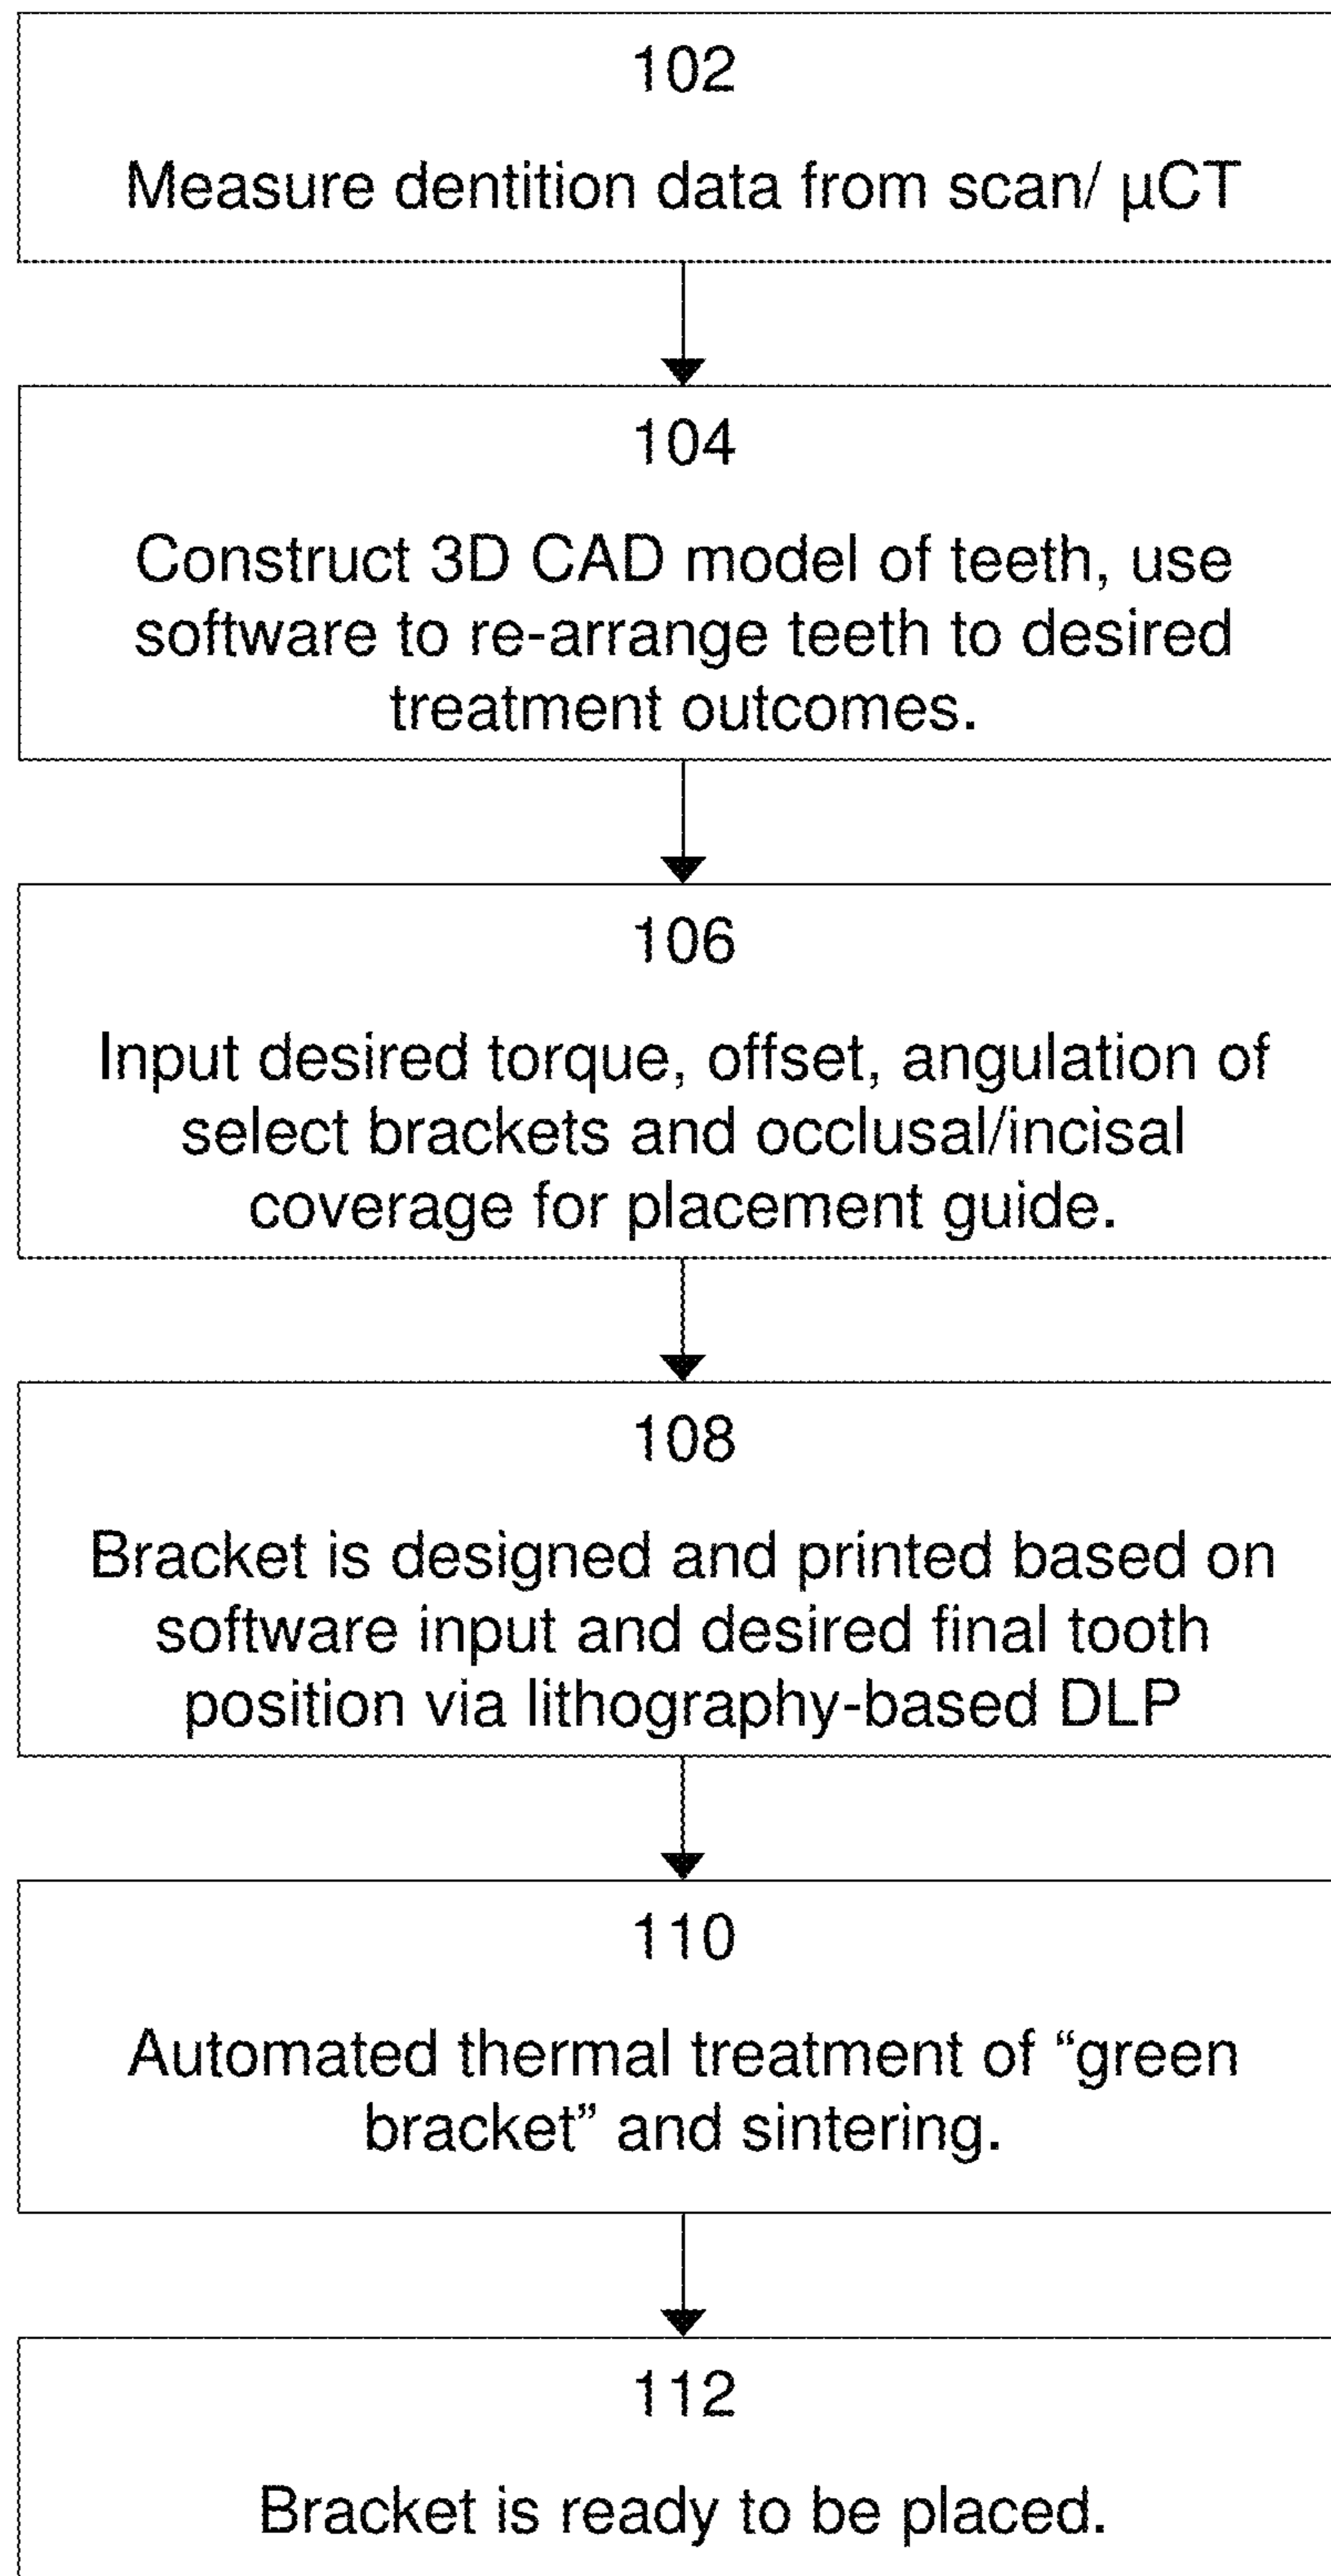 102
Measure dentition data from scan/ µCT
104
Construct 3D CAD model of teeth, use
software to re-arrange teeth to desired
treatment outcomes.
106
Input desired torque, offset, angulation of
select brackets and occlusal/incisal
coverage for placement guide.
108
Bracket is designed and printed based on
software input and desired final tooth
position via lithography-based DLP
110
Automated thermal treatment of “green
bracket” and sintering.
112
Bracket is ready to be placed.